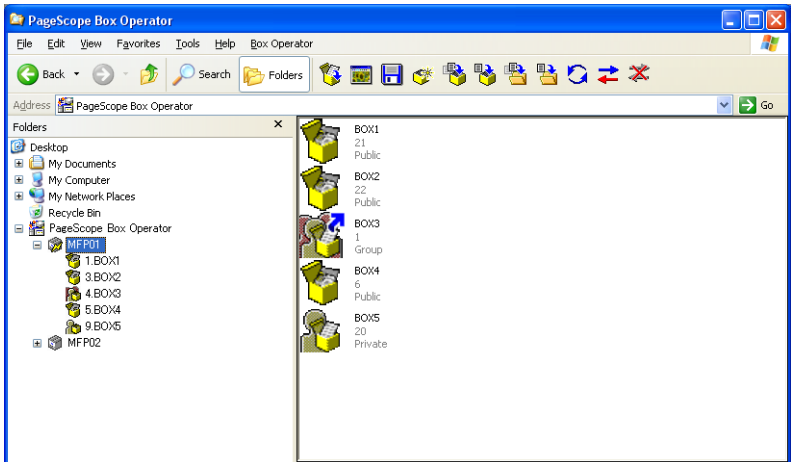 PageScope Box Operator
File Edit View Favorites Tools Help Box Operator
Back Search Folders
Address PageScope Box Operator Go
Folders
Desktop
My Documents
My Computer
My Network Places
Recycle Bin
PageScope Box Operator
MFP01
1.BOX1
3.BOX2
4.BOX3
5.BOX4
9.BOX5
MFP02
BOX1
21
Public
BOX2
22
Public
BOX3
1
Group
BOX4
6
Public
BOX5
20
Private